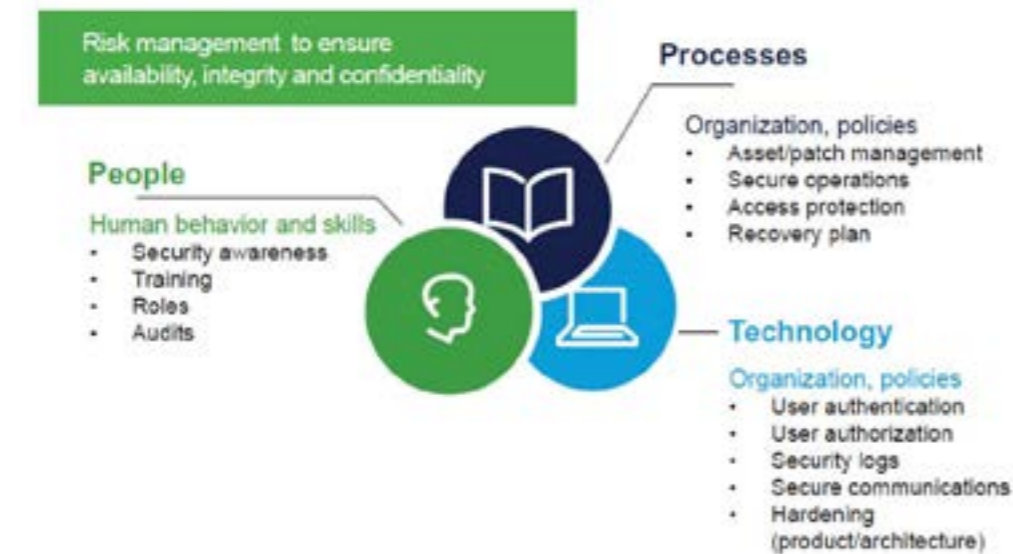 Risk management to ensure
availability, integrity and confidentiality
Processes
Organization, policies
• Asset/patch management
• Secure operations
• Access protection
• Recovery plan
People
Human behavior and skills
• Security awareness
• Training
• Roles
• Audits
Technology
Organization, policies
• User authentication
• User authorization
• Security logs
• Secure communications
• Hardening
(product/architecture)